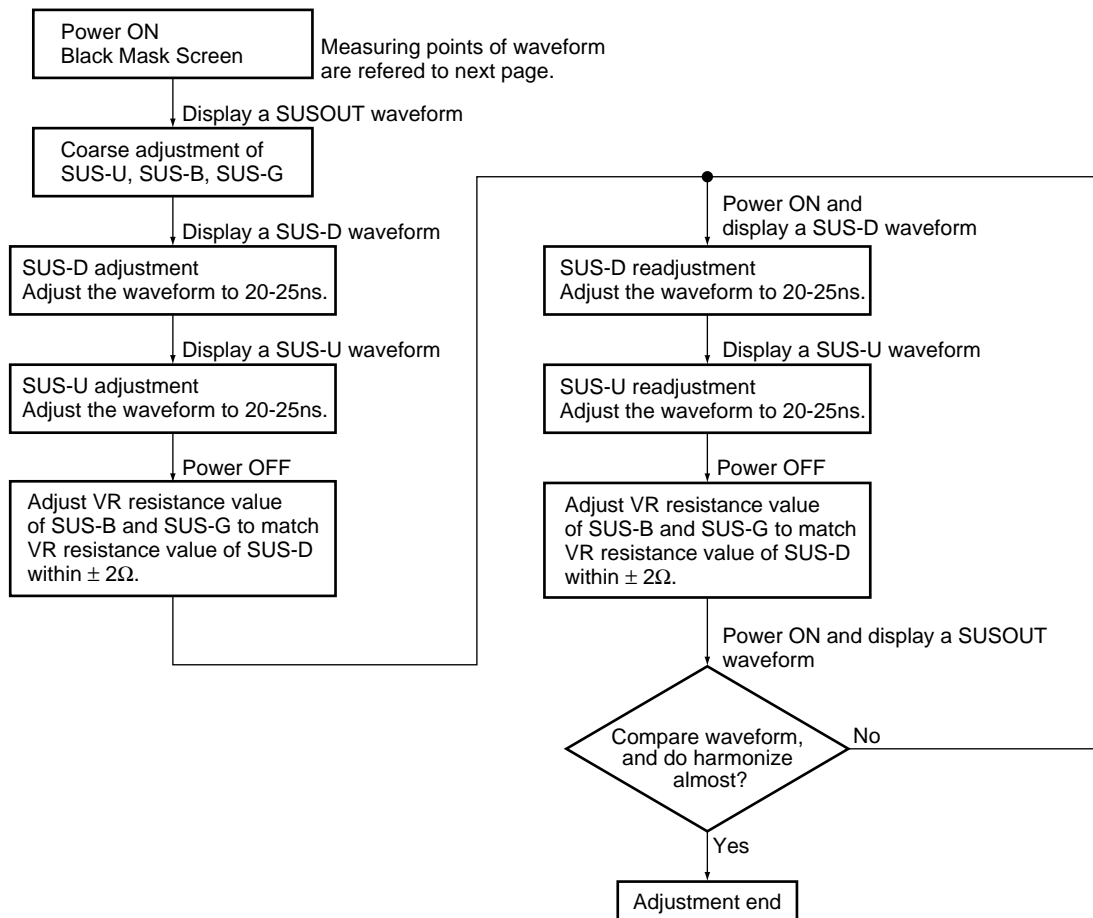 Power ON
Black Mask Screen
Measuring points of waveform
are refered to next page.
Display a SUSOUT waveform
Coarse adjustment of
SUS-U, SUS-B, SUS-G
Display a SUS-D waveform
SUS-D adjustment
Adjust the waveform to 20-25ns.
Display a SUS-U waveform
SUS-U adjustment
Adjust the waveform to 20-25ns.
Power OFF
Adjust VR resistance value
of SUS-B and SUS-G to match
VR resistance value of SUS-D
within ± 2Ω.
Power ON and
display a SUS-D waveform
SUS-D readjustment
Adjust the waveform to 20-25ns.
Display a SUS-U waveform
SUS-U readjustment
Adjust the waveform to 20-25ns.
Power OFF
Adjust VR resistance value
of SUS-B and SUS-G to match
VR resistance value of SUS-D
within ± 2Ω.
Power ON and display a SUSOUT
waveform
Compare waveform,
and do harmonize
almost?
No
Yes
Adjustment end